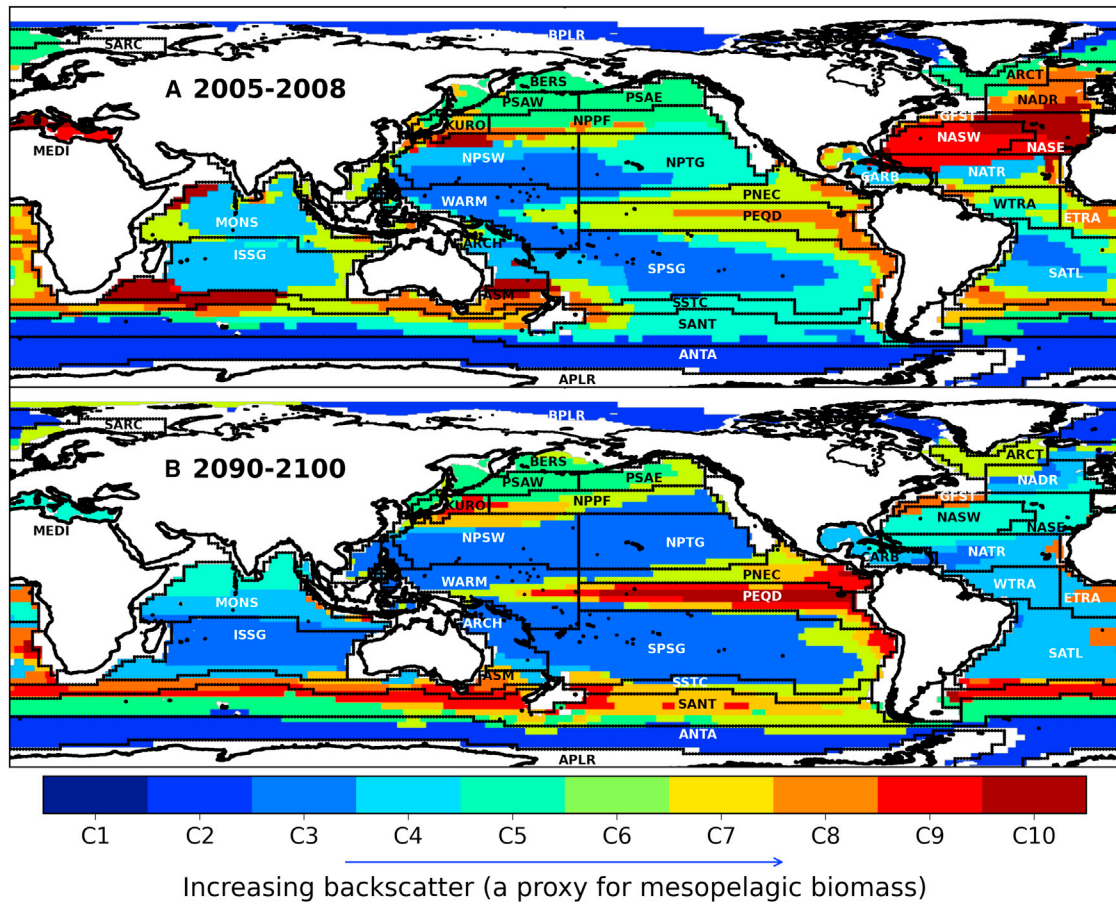 BPLR
SARC
ARCT
BERS
A 2005-2008
PSAW
PSAE
NADR
GFST
KURO
NPPF
NASW
MEDI
NASE
NPSW
NPTG
NATR
CARB
PNEC
WARM
WTRA
MONS
PEQD
ETRA
ARCH
ISSG
SPSG
SATL
ASM
SSTC
SANT
ANTA
APLR
BPLR
SARC
ARCT
BERS
B 2090-2100
PSAW
PSAE
NADR
GFST
KURO
NPPF
NASW
MEDI
NASE
NPSW
NPTG
NATR
CARB
PNEC
WARM
WTRA
MONS
PEQD
ETRA
ARCH
ISSG
SPSG
SATL
ASM
SSTC
SANT
ANTA
APLR
C1 C2 C3 C4 C5 C6 C7 C8 C9 C10
Increasing backscatter (a proxy for mesopelagic biomass)